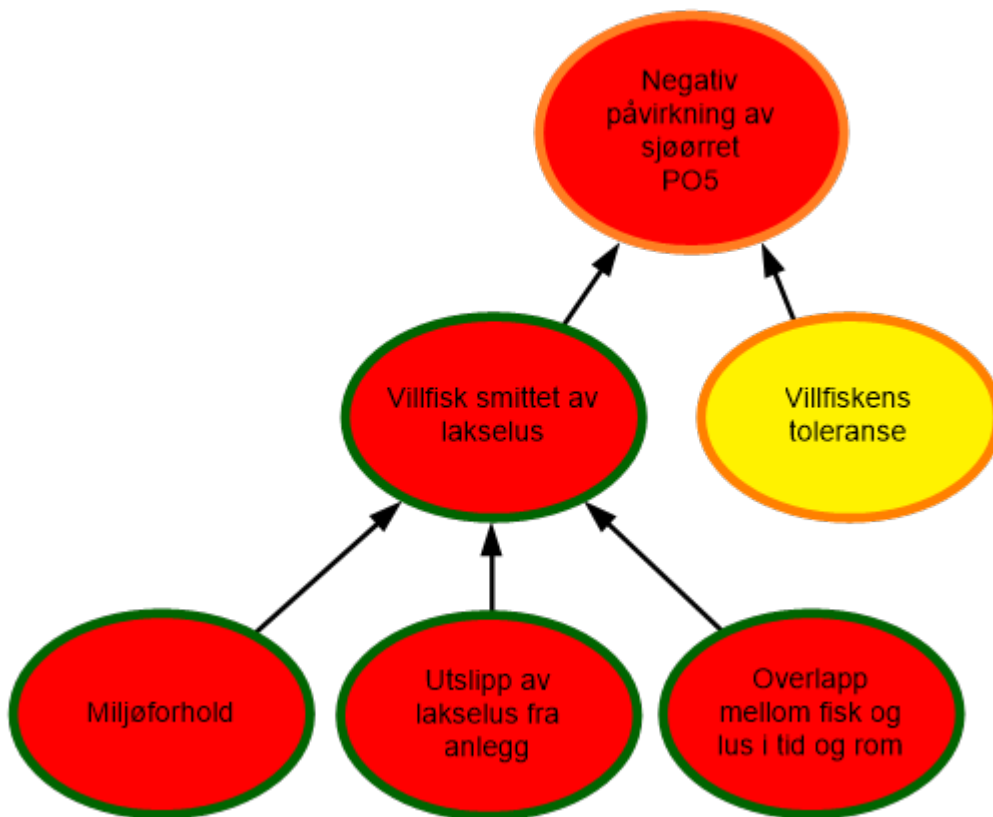 Negativ
påvirkning av
sjøørret
PO5
Villfisk smittet av
lakselus
Villfiskens
toleranse
Miljøforhold
Utslipp av
lakselus fra
anlegg
Overlapp
mellom fisk og
lus i tid og rom